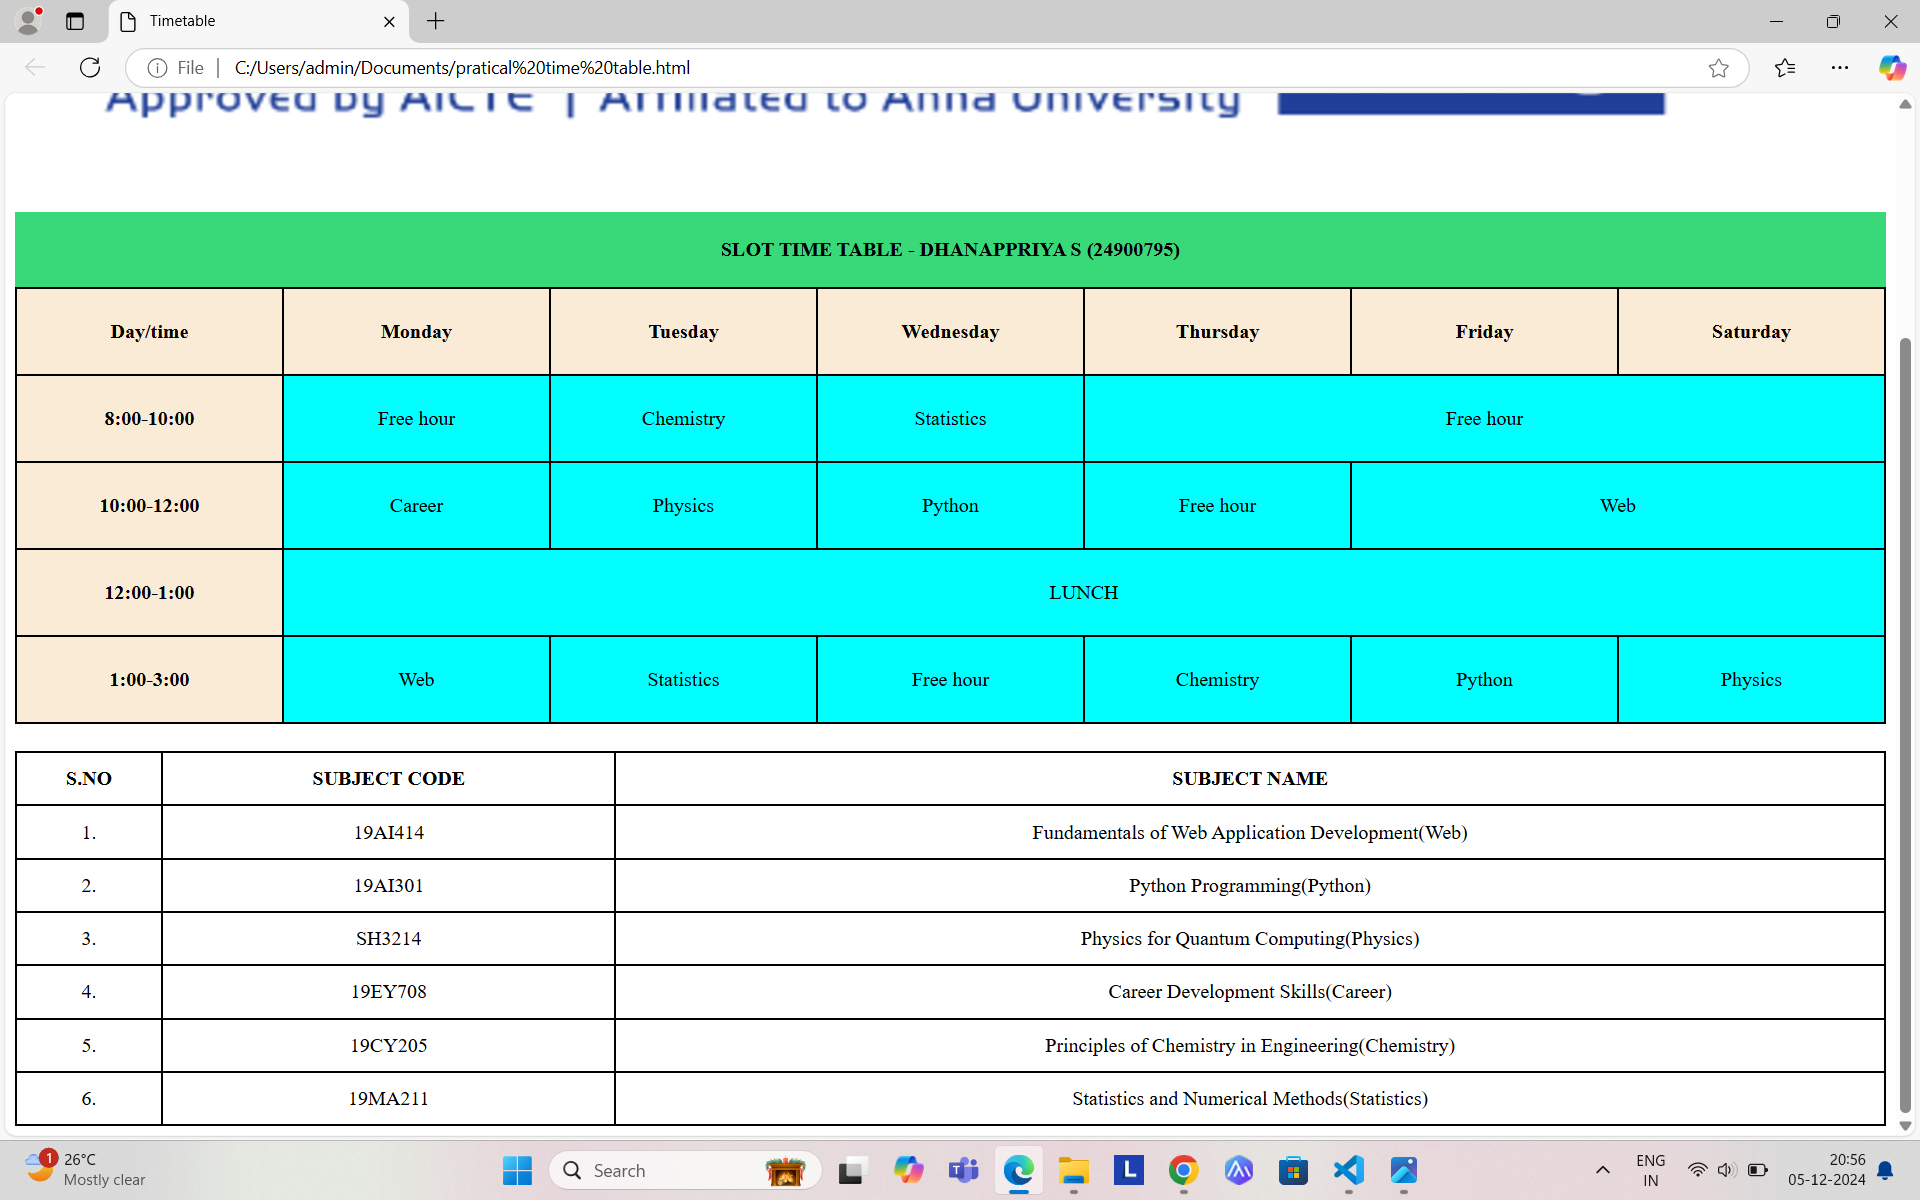 Timetable
File
C:/Users/admin/Documents/pratical%20time%20table.html
Approved by AICTE | Affiliated to Anna University
SLOT TIME TABLE - DHANAPPRIYA S (24900795)
Day/time Monday Tuesday Wednesday Thursday Friday Saturday
8:00-10:00 Free hour Chemistry Statistics Free hour
10:00-12:00 Career Physics Python Free hour Web
12:00-1:00 LUNCH
1:00-3:00 Web Statistics Free hour Chemistry Python Physics
S.NO SUBJECT CODE SUBJECT NAME
1. 19AI414 Fundamentals of Web Application Development(Web)
2. 19AI301 Python Programming(Python)
3. SH3214 Physics for Quantum Computing(Physics)
4. 19EY708 Career Development Skills(Career)
5. 19CY205 Principles of Chemistry in Engineering(Chemistry)
6. 19MA211 Statistics and Numerical Methods(Statistics)
1
26°C
Mostly clear
Search
L
ENG
IN
20:56
05-12-2024